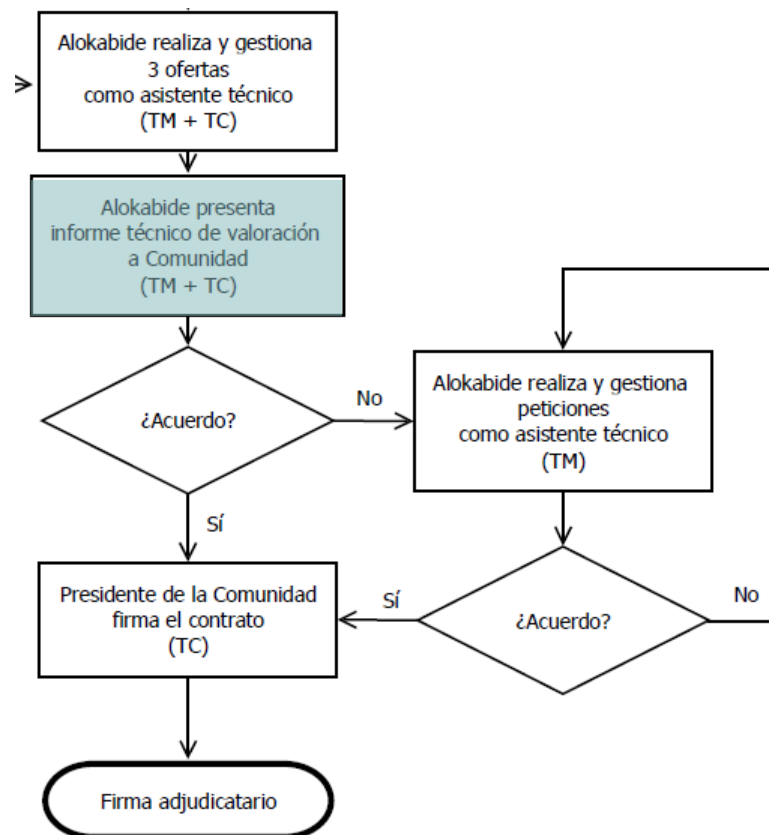 Alokabide realiza y gestiona
3 ofertas
como asistente técnico
(TM + TC)
Alokabide presenta
informe técnico de valoración
a Comunidad
(TM + TC)
¿Acuerdo?
No
Alokabide realiza y gestiona
peticiones
como asistente técnico
(TM)
Sí
Presidente de la Comunidad
firma el contrato
(TC)
Sí
¿Acuerdo?
No
Firma adjudicatario